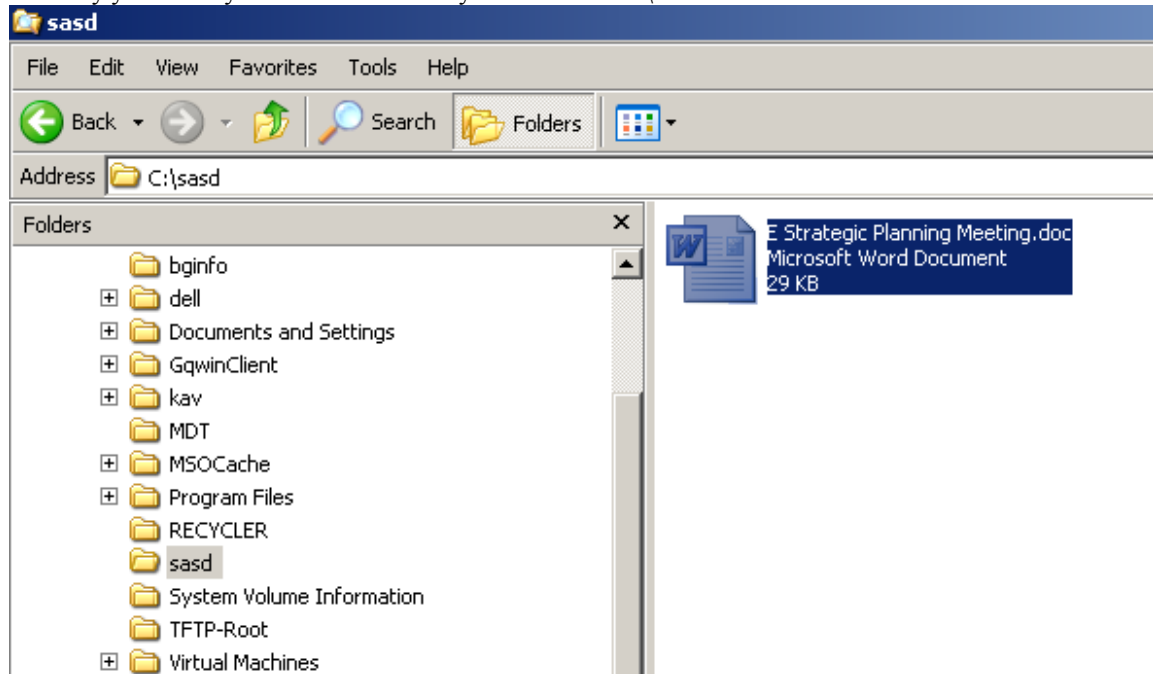 sasd
File Edit View Favorites Tools Help
Back Search Folders
Address C:\sasd
Folders
bginfo
dell
Documents and Settings
GqwinClient
kav
MDT
MSOCache
Program Files
RECYCLER
sasd
System Volume Information
TFTP-Root
Virtual Machines
E Strategic Planning Meeting.doc
Microsoft Word Document
29 KB